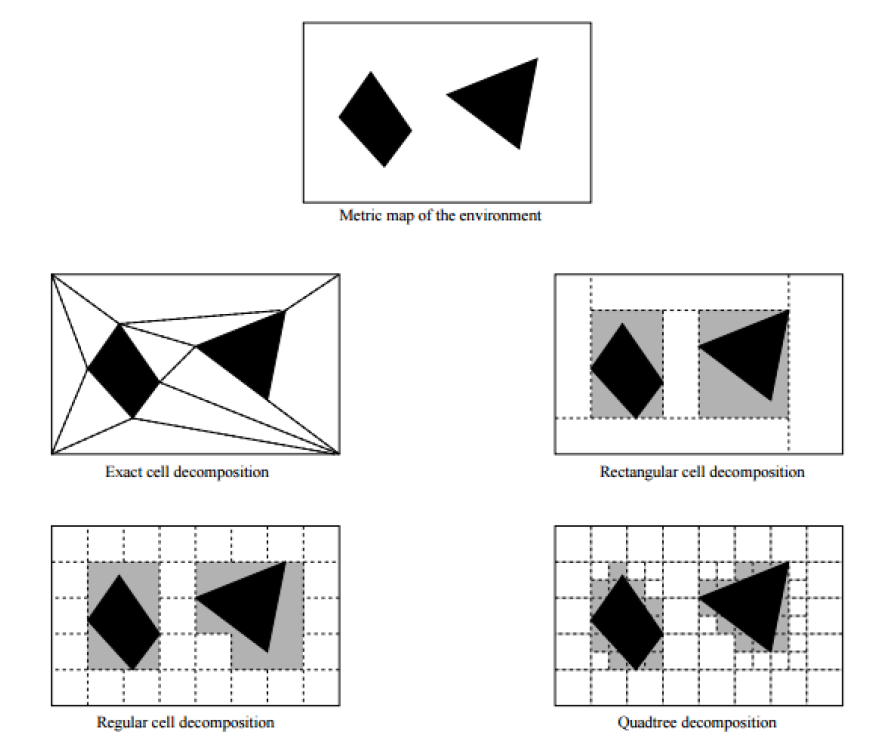 Metric map of the environment
Exact cell decomposition
Rectangular cell decomposition
Regular cell decomposition
Quadtree decomposition